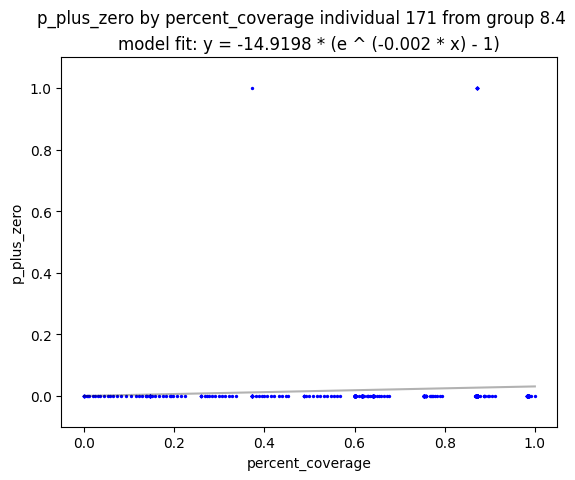 p_plus_zero by percent_coverage individual 171 from group 8.4
model fit: y = -14.9198 * (e ^ (-0.002 * x) - 1)
1.0
0.8
0.6
0.4
0.2
0.0
p_plus_zero
0.0 0.2 0.4 0.6 0.8 1.0
percent_coverage